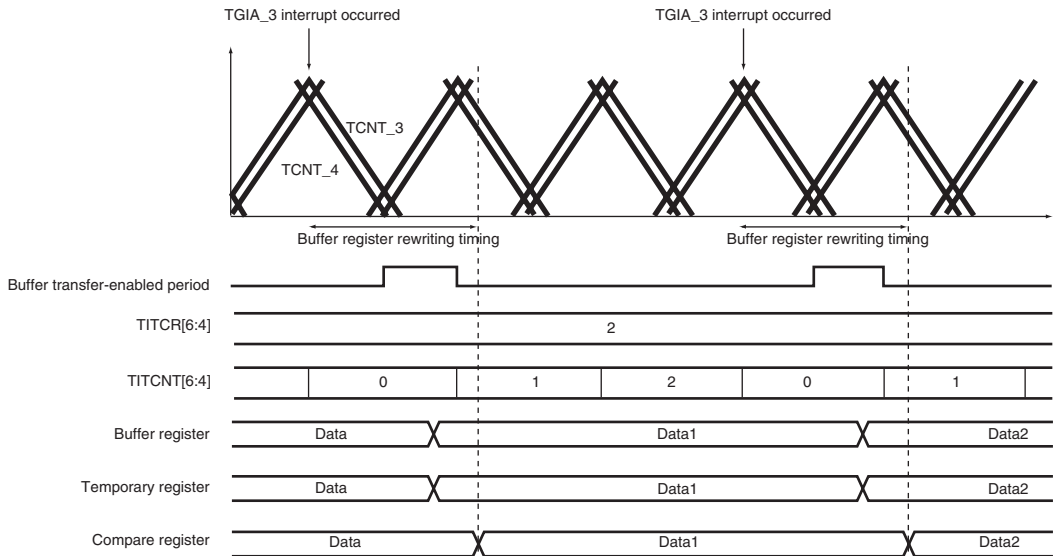 TGIA_3 interrupt occurred
TGIA_3 interrupt occurred
TCNT_3
TCNT_4
Buffer register rewriting timing
Buffer register rewriting timing
Buffer transfer-enabled period
TITCR[6:4]
2
TITCNT[6:4]
0
1
2
0
1
Buffer register
Data
Data1
Data2
Temporary register
Data
Data1
Data2
Compare register
Data
Data1
Data2